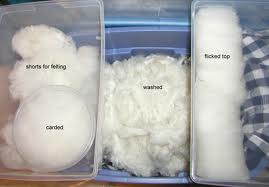 shorts for felting
carded
washed
flicked top